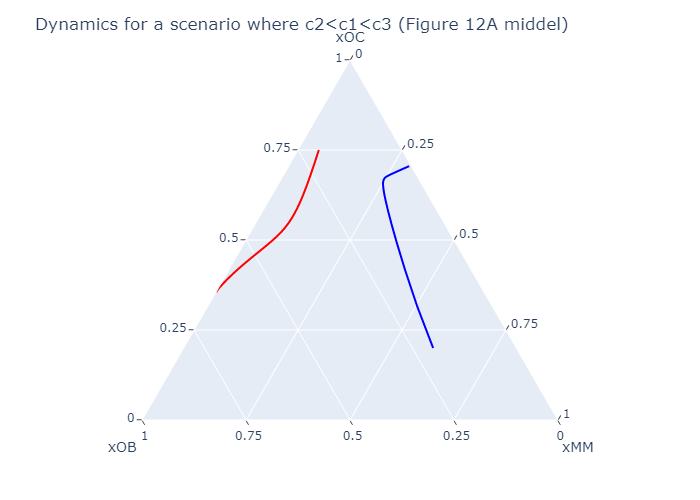 Dynamics for a scenario where c2<c1<c3 (Figure 12A middel)
xOC
1 0
0.75 0.25
0.5 0.5
0.25 0.75
0 1
1 0.75 0.5 0.25 0
xOB xMM